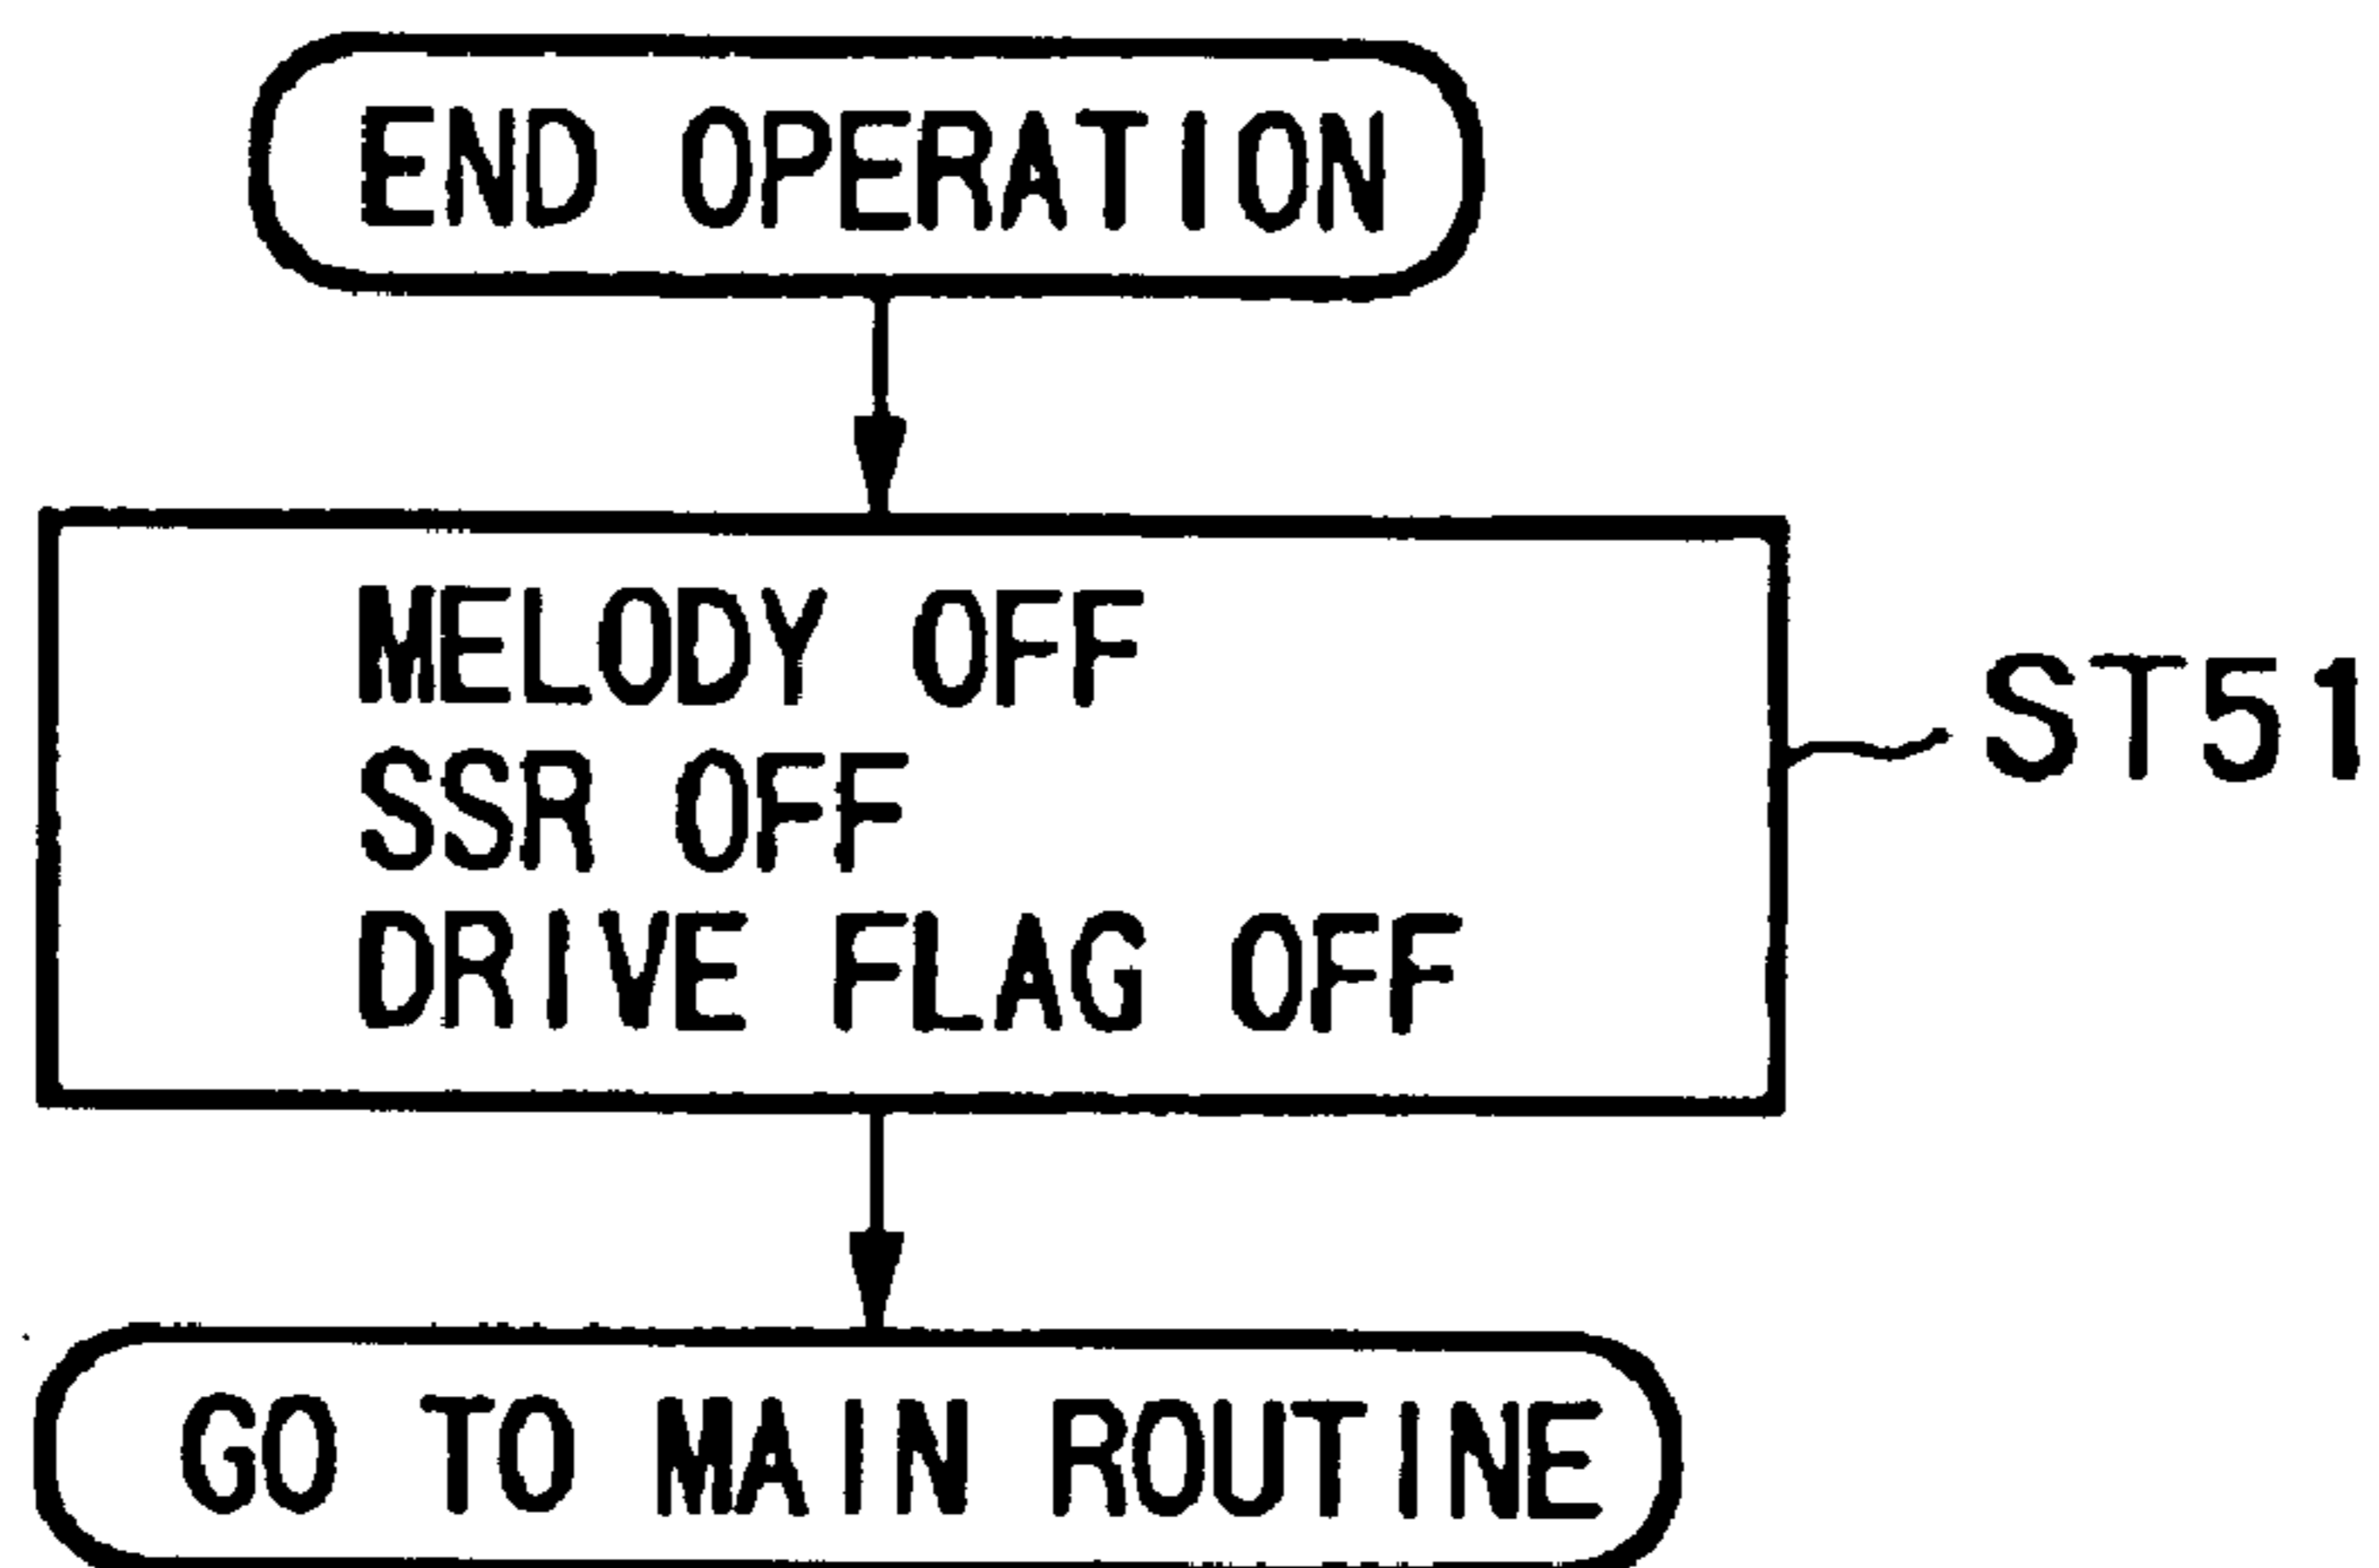 END OPERATION
MELODY OFF
SSR OFF
DRIVE FLAG OFF
ST51
GO TO MAIN ROUTINE